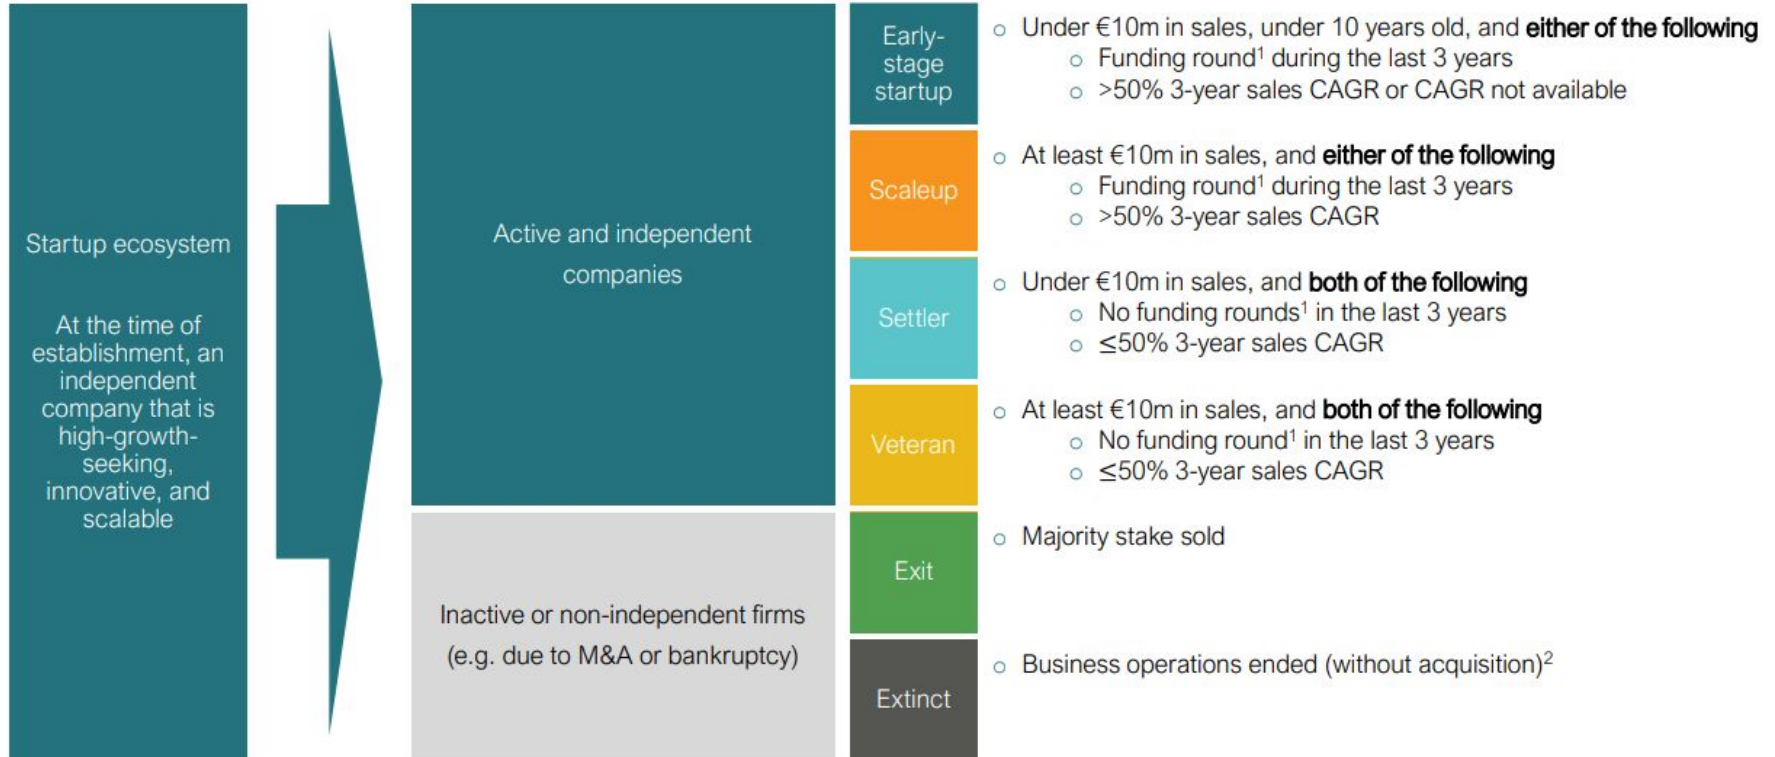 Startup ecosystem
At the time of
establishment, an
independent
company that is
high-growth-
seeking,
innovative, and
scalable
Active and independent
companies
Inactive or non-independent firms
(e.g. due to M&A or bankruptcy)
Early-
stage
startup
○ Under €10m in sales, under 10 years old, and either of the following
○ Funding round¹ during the last 3 years
○ >50% 3-year sales CAGR or CAGR not available
Scaleup
○ At least €10m in sales, and either of the following
○ Funding round¹ during the last 3 years
○ >50% 3-year sales CAGR
Settler
○ Under €10m in sales, and both of the following
○ No funding rounds¹ in the last 3 years
○ ≤50% 3-year sales CAGR
Veteran
○ At least €10m in sales, and both of the following
○ No funding round¹ in the last 3 years
○ ≤50% 3-year sales CAGR
Exit
○ Majority stake sold
Extinct
○ Business operations ended (without acquisition)²